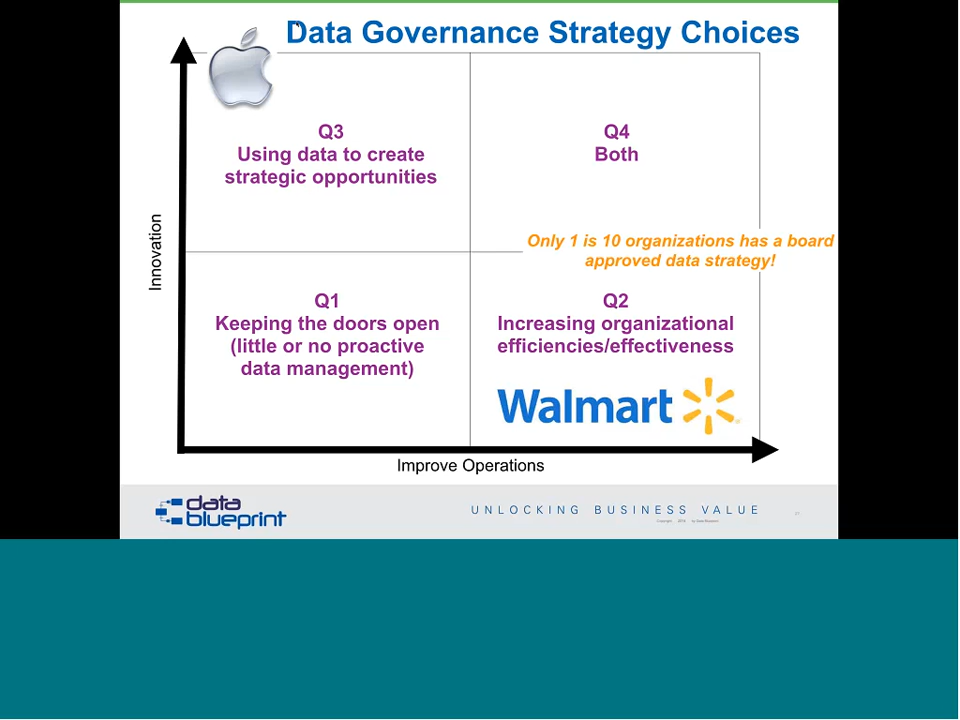 Data Governance Strategy Choices
Q3
Using data to create
strategic opportunities
Q4
Both
Only 1 is 10 organizations has a board
approved data strategy!
Innovation
Q1
Keeping the doors open
(little or no proactive
data management)
Q2
Increasing organizational
efficiencies/effectiveness
Walmart
Improve Operations
data
blueprint
UNLOCKING BUSINESS VALUE